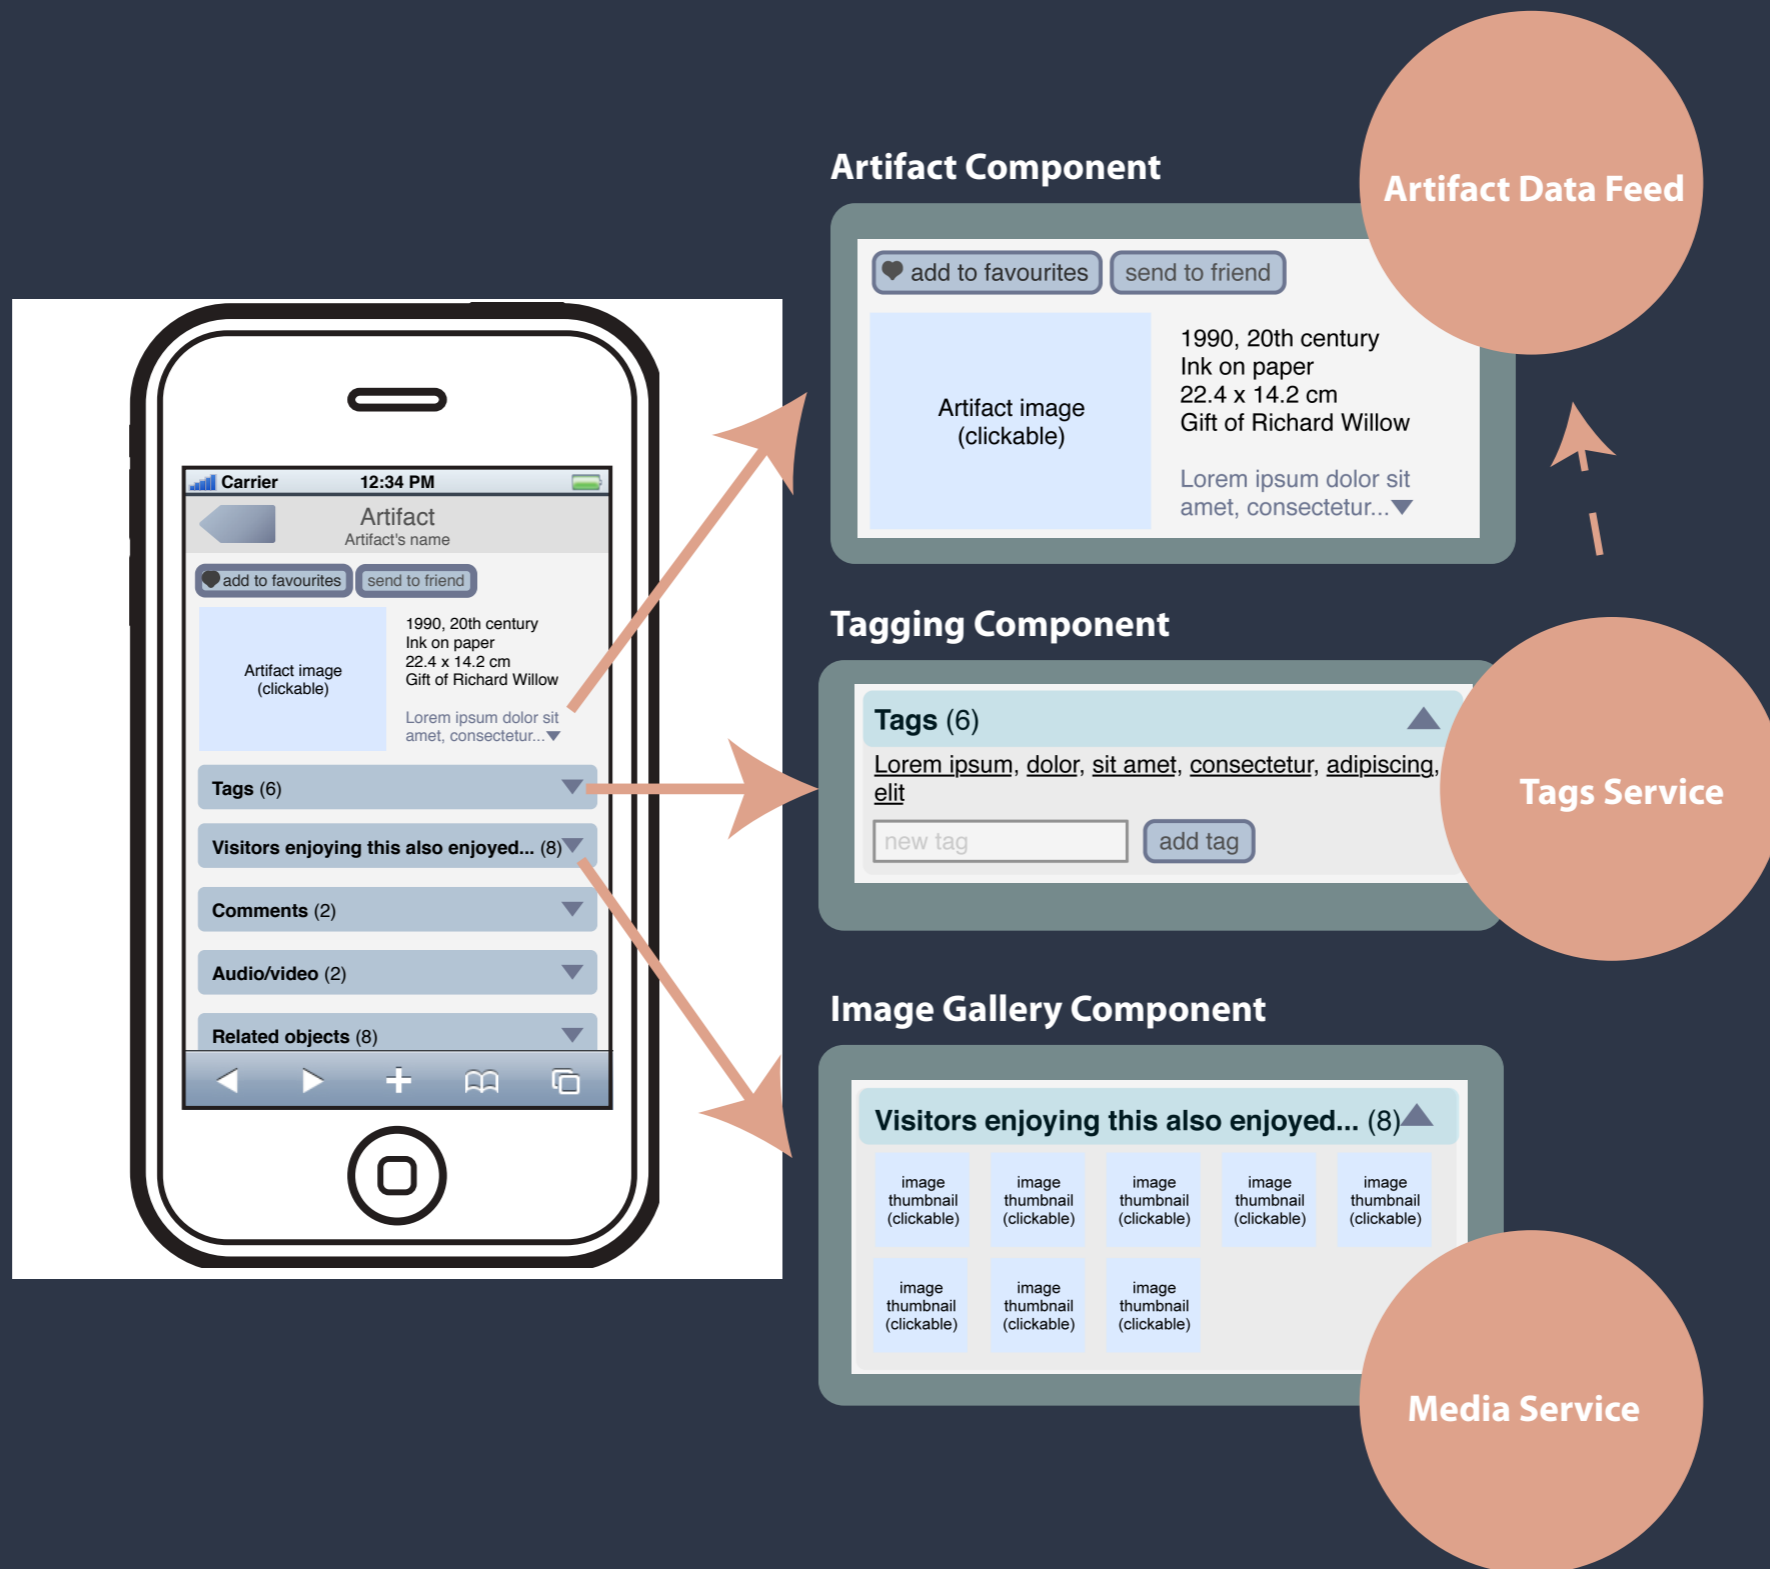 Carrier 12:34 PM
Artifact
Artifact's name
add to favourites send to friend
Artifact image
(clickable)
1990, 20th century
Ink on paper
22.4 x 14.2 cm
Gift of Richard Willow
Lorem ipsum dolor sit
amet, consectetur...
Tags (6)
Visitors enjoying this also enjoyed... (8)
Comments (2)
Audio/video (2)
Related objects (8)
Artifact Component
Artifact Data Feed
add to favourites send to friend
Artifact image
(clickable)
1990, 20th century
Ink on paper
22.4 x 14.2 cm
Gift of Richard Willow
Lorem ipsum dolor sit
amet, consectetur...
Tagging Component
Tags (6)
Lorem ipsum, dolor, sit amet, consectetur, adipiscing,
elit
new tag add tag
Tags Service
Image Gallery Component
Visitors enjoying this also enjoyed... (8)
image
thumbnail
(clickable)
image
thumbnail
(clickable)
image
thumbnail
(clickable)
image
thumbnail
(clickable)
image
thumbnail
(clickable)
image
thumbnail
(clickable)
image
thumbnail
(clickable)
image
thumbnail
(clickable)
Media Service